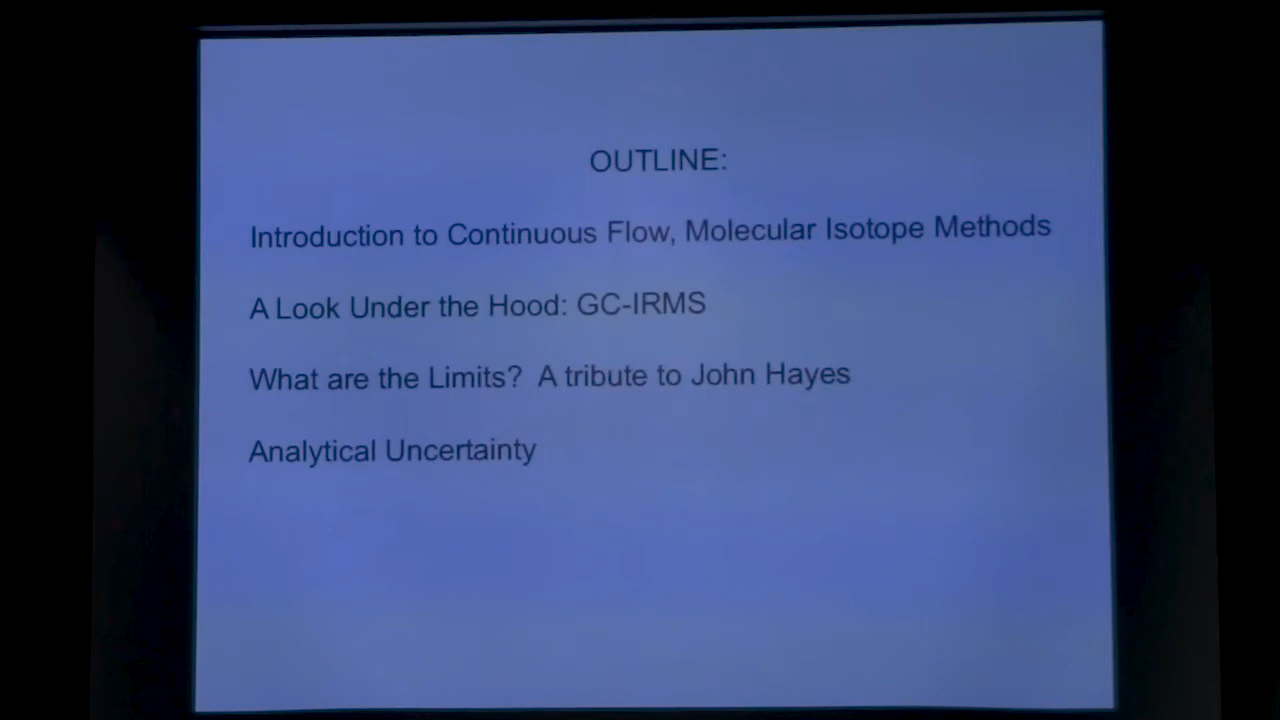 OUTLINE:
Introduction to Continuous Flow, Molecular Isotope Methods
A Look Under the Hood: GC-IRMS
What are the Limits?  A tribute to John Hayes
Analytical Uncertainty